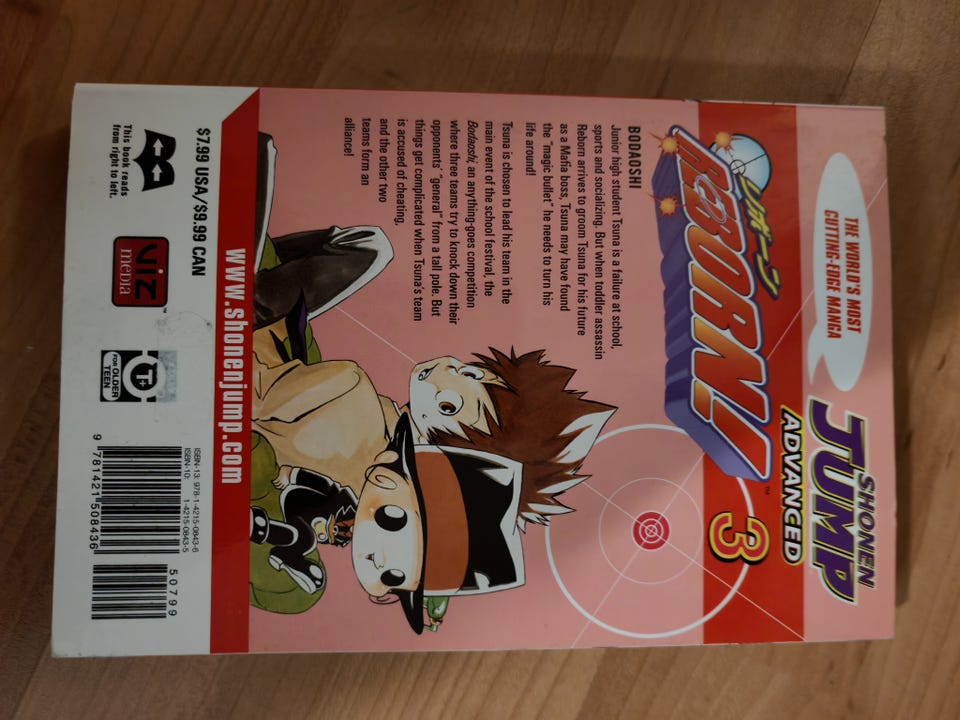 THE WORLD'S MOST
CUTTING-EDGE MANGA
SHONEN
JUMP
ADVANCED
リボーン
REBORN!
™
3
BODAOSHI
Junior high student Tsuna is a failure at school,
sports and socializing. But when toddler assassin
Reborn arrives to groom Tsuna for his future
as a Mafia boss, Tsuna may have found
the "magic bullet" he needs to turn his
life around!
Tsuna is chosen to lead his team in the
main event of the school festival, the
Bodaoshi, an anything-goes competition
where three teams try to knock down their
opponents' "general" from a tall pole. But
things get complicated when Tsuna's team
is accused of cheating,
and the other two
teams form an
alliance!
www.shonenjump.com
$7.99 USA/$9.99 CAN
This book reads
from right to left.
VIZ
media
™
T+
FOR OLDER
TEEN
ISBN-13: 978-1-4215-0843-6
ISBN-10: 1-4215-0843-5
9 781421 508436
50799